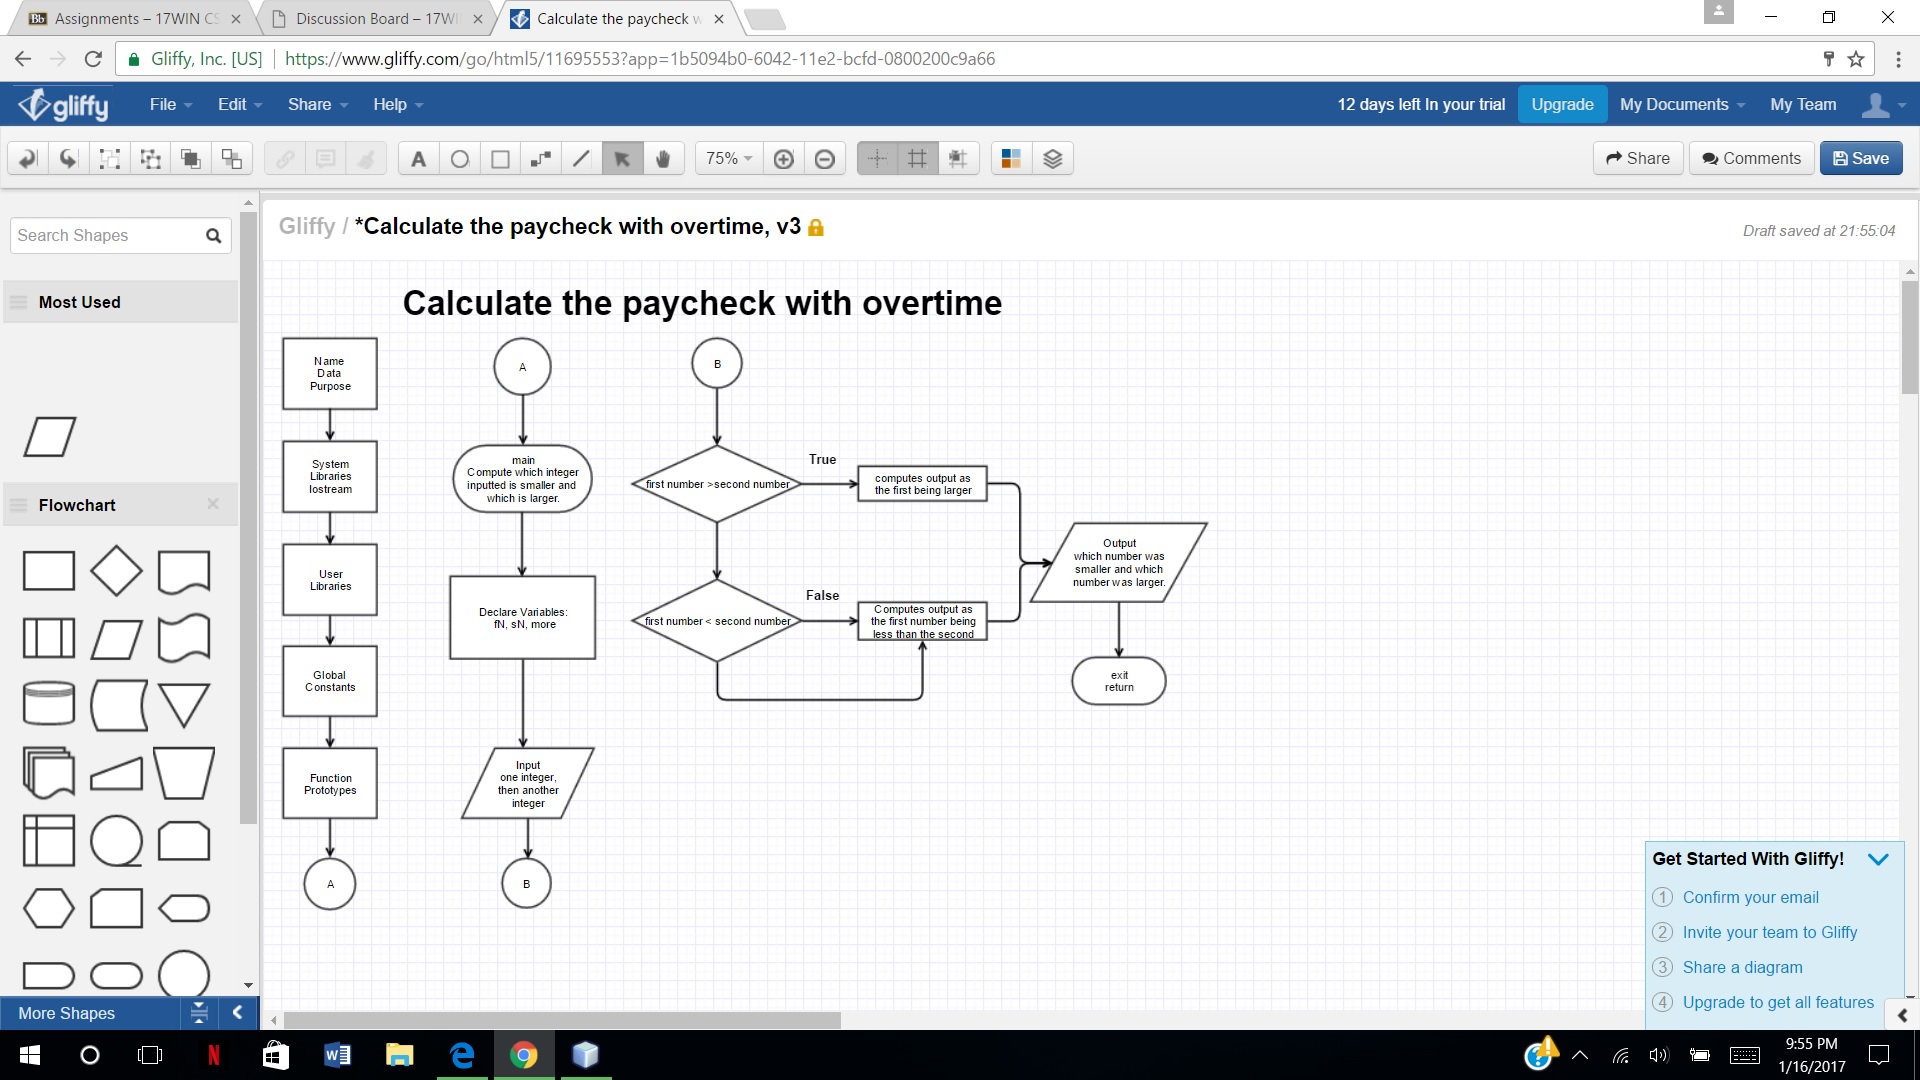 Bb Assignments – 17WIN CS
Discussion Board – 17WI
Calculate the paycheck w
Gliffy, Inc. [US]
https://www.gliffy.com/go/html5/11695553?app=1b5094b0-6042-11e2-bcfd-0800200c9a66
gliffy
File
Edit
Share
Help
12 days left In your trial
Upgrade
My Documents
My Team
A
75%
Share
Comments
Save
Search Shapes
Gliffy / *Calculate the paycheck with overtime, v3
Draft saved at 21:55:04
Most Used
Flowchart
More Shapes
Calculate the paycheck with overtime
Name
Data
Purpose
System
Libraries
Iostream
User
Libraries
Global
Constants
Function
Prototypes
A
A
main
Compute which integer
inputted is smaller and
which is larger.
Declare Variables:
fN, sN, more
Input
one integer,
then another
integer
B
B
first number >second number
True
computes output as
the first being larger
first number < second number
False
Computes output as
the first number being
less than the second
Output
which number was
smaller and which
number was larger.
exit
return
Get Started With Gliffy!
1 Confirm your email
2 Invite your team to Gliffy
3 Share a diagram
4 Upgrade to get all features
N
W
9:55 PM
1/16/2017